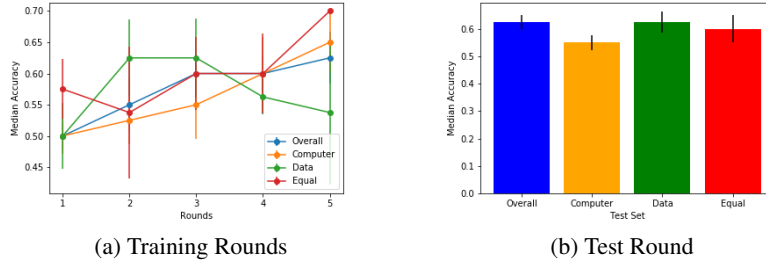 0.70
0.65
0.60
0.55
0.50
0.45
Median Accuracy
Overall
Computer
Data
Equal
1 2 3 4 5
Rounds
(a) Training Rounds
0.6
0.5
0.4
0.3
0.2
0.1
0.0
Median Accuracy
Overall Computer Data Equal
Test Set
(b) Test Round